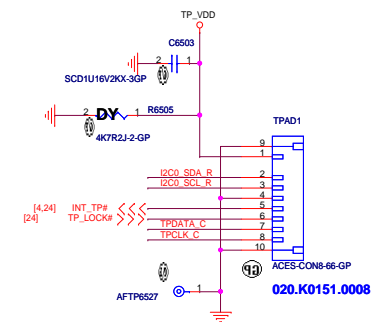 TP_VDD
C6503
2 1
SCD1U16V2KX-3GP
2 DY 1 R6505
4K7R2J-2-GP
TPAD1
9
1
I2C0_SDA_R 2
I2C0_SCL_R 3
4
[4,24] INT_TP# 5
[24] TP_LOCK# 6
TPDATA_C 7
TPCLK_C 8
10
ACES-CON8-66-GP
020.K0151.0008
AFTP6527 1